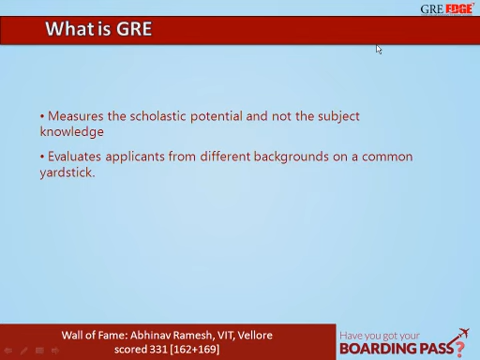 GRE EDGE
What is GRE
• Measures the scholastic potential and not the subject
knowledge
• Evaluates applicants from different backgrounds on a common
yardstick.
Wall of Fame: Abhinav Ramesh, VIT, Vellore
scored 331 [162+169]
Have you got your
BOARDING PASS?